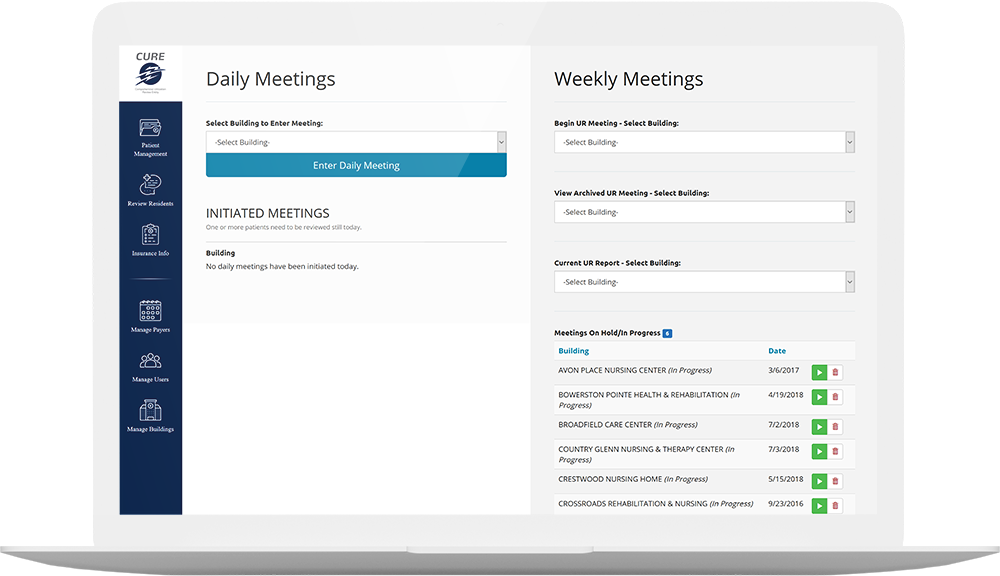 CURE
Patient
Management
Review Residents
Insurance Info
Manage Payers
Manage Users
Manage Buildings
Daily Meetings
Select Building to Enter Meeting:
-Select Building-
Enter Daily Meeting
INITIATED MEETINGS
One or more patients need to be reviewed still today.
Building
No daily meetings have been initiated today.
Weekly Meetings
Begin UR Meeting - Select Building:
-Select Building-
View Archived UR Meeting - Select Building:
-Select Building-
Current UR Report - Select Building:
-Select Building-
Meetings On Hold/In Progress 6
Building Date
AVON PLACE NURSING CENTER (In Progress) 3/6/2017
BOWERSTON POINTE HEALTH & REHABILITATION (In
Progress) 4/19/2018
BROADFIELD CARE CENTER (In Progress) 7/2/2018
COUNTRY GLENN NURSING & THERAPY CENTER (In
Progress) 7/3/2018
CRESTWOOD NURSING HOME (In Progress) 5/15/2018
CROSSROADS REHABILITATION & NURSING (In Progress) 9/23/2016